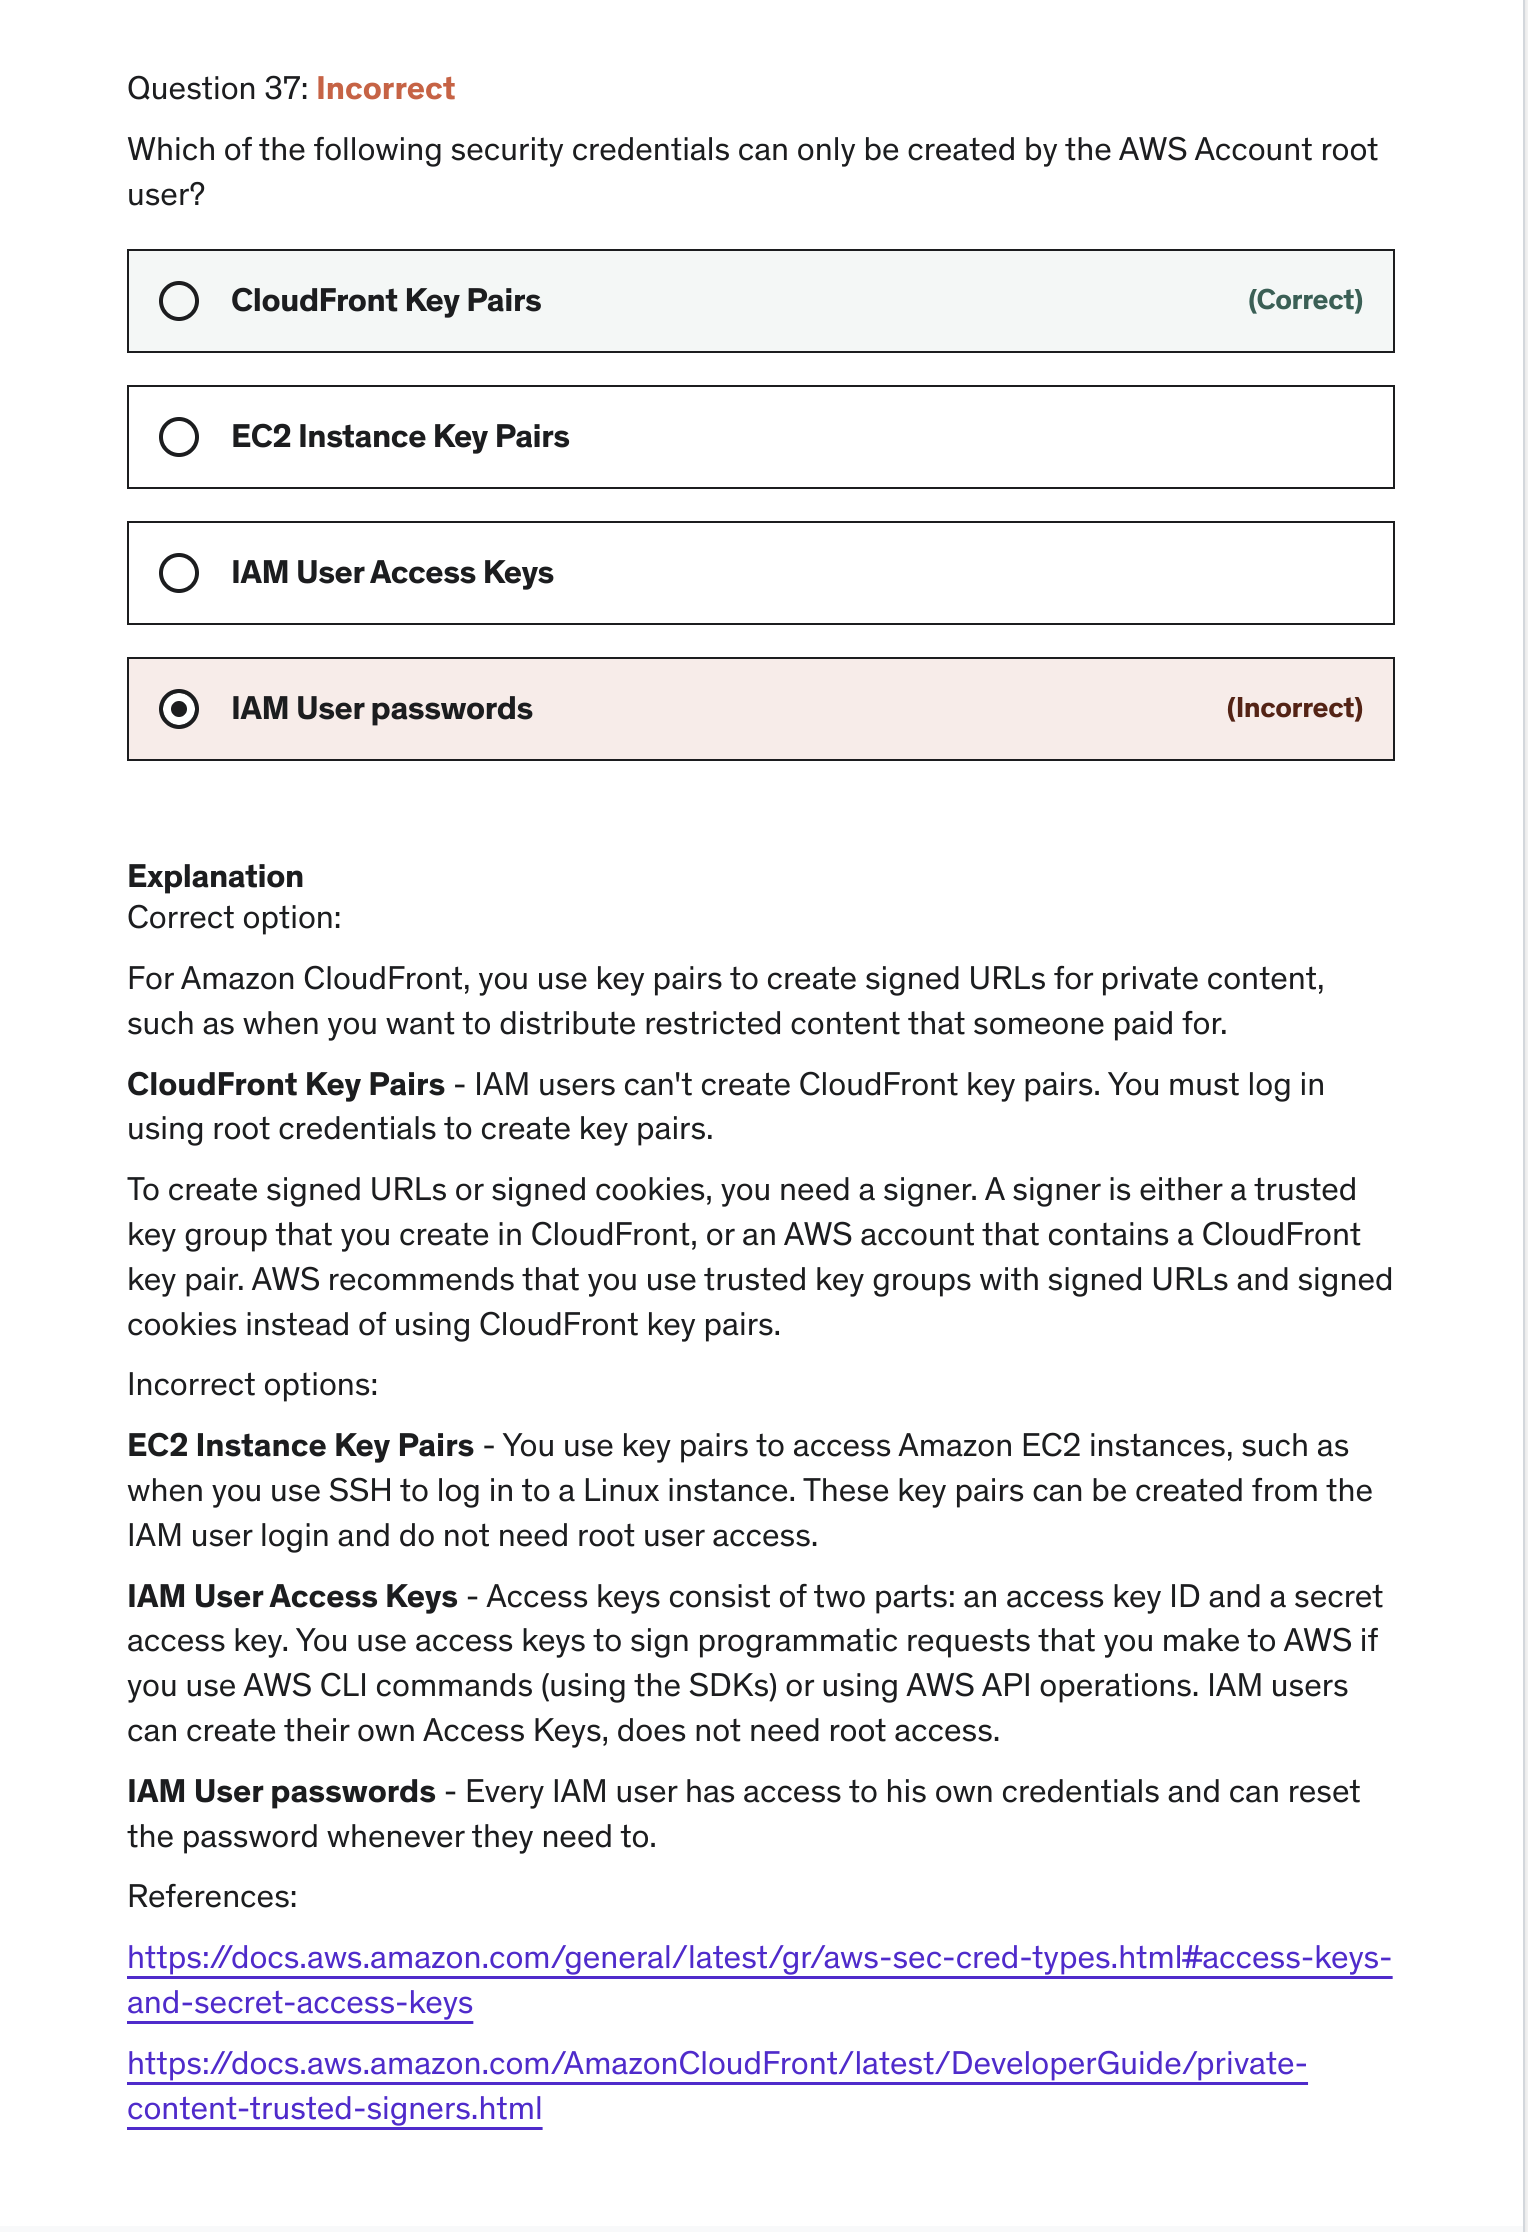 Question 37: Incorrect
Which of the following security credentials can only be created by the AWS Account root
user?
CloudFront Key Pairs (Correct)
EC2 Instance Key Pairs
IAM User Access Keys
IAM User passwords (Incorrect)
Explanation
Correct option:
For Amazon CloudFront, you use key pairs to create signed URLs for private content,
such as when you want to distribute restricted content that someone paid for.
CloudFront Key Pairs - IAM users can't create CloudFront key pairs. You must log in
using root credentials to create key pairs.
To create signed URLs or signed cookies, you need a signer. A signer is either a trusted
key group that you create in CloudFront, or an AWS account that contains a CloudFront
key pair. AWS recommends that you use trusted key groups with signed URLs and signed
cookies instead of using CloudFront key pairs.
Incorrect options:
EC2 Instance Key Pairs - You use key pairs to access Amazon EC2 instances, such as
when you use SSH to log in to a Linux instance. These key pairs can be created from the
IAM user login and do not need root user access.
IAM User Access Keys - Access keys consist of two parts: an access key ID and a secret
access key. You use access keys to sign programmatic requests that you make to AWS if
you use AWS CLI commands (using the SDKs) or using AWS API operations. IAM users
can create their own Access Keys, does not need root access.
IAM User passwords - Every IAM user has access to his own credentials and can reset
the password whenever they need to.
References:
https://docs.aws.amazon.com/general/latest/gr/aws-sec-cred-types.html#access-keys-
and-secret-access-keys
https://docs.aws.amazon.com/AmazonCloudFront/latest/DeveloperGuide/private-
content-trusted-signers.html